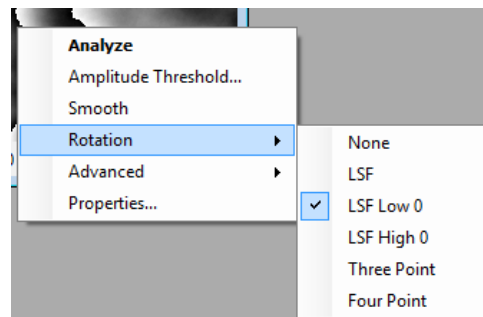 Analyze
Amplitude Threshold...
Smooth
Rotation
Advanced
Properties...
None
LSF
LSF Low 0
LSF High 0
Three Point
Four Point